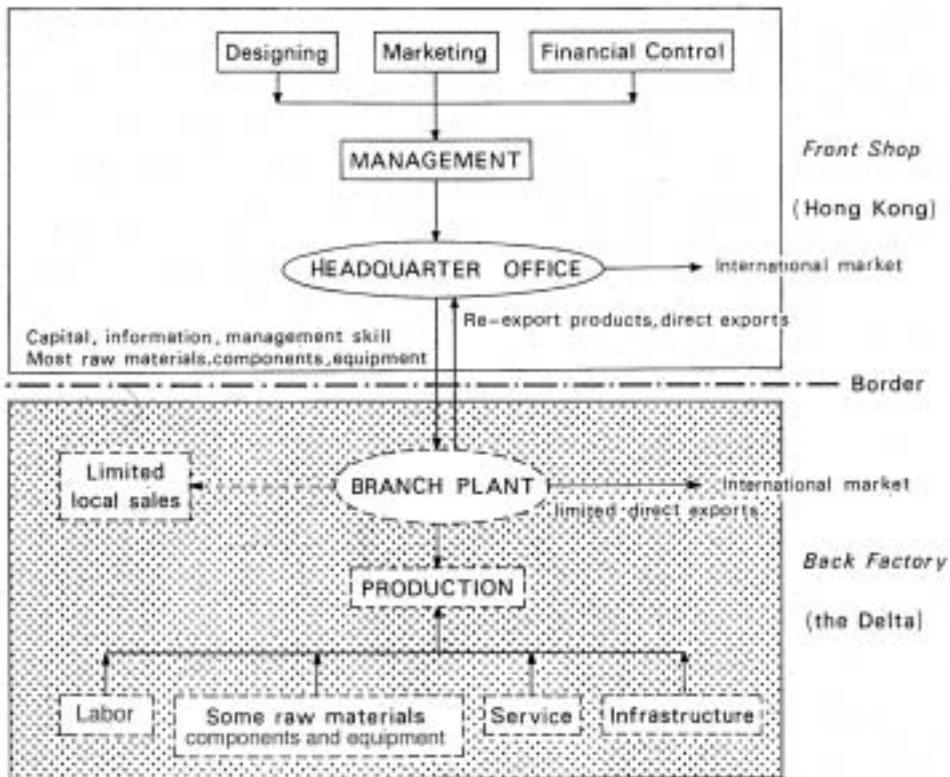 Designing
Marketing
Financial Control
MANAGEMENT
Front Shop
(Hong Kong)
HEADQUARTER OFFICE
International market
Re-export products, direct exports
Capital, information, management skill
Most raw materials, components, equipment
Border
Limited
local sales
BRANCH PLANT
International market
limited direct exports
Back Factory
PRODUCTION
(the Delta)
Labor
Some raw materials
components and equipment
Service
Infrastructure